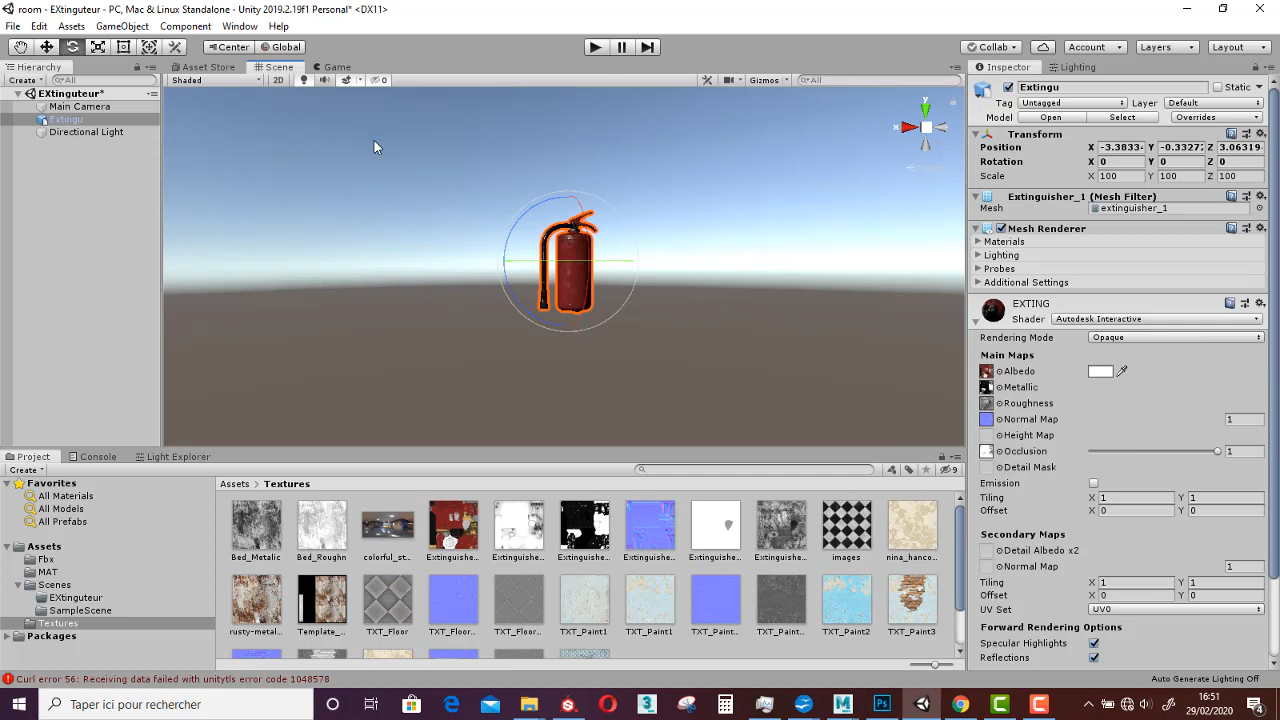 room - EXtinguteur - PC, Mac & Linux Standalone - Unity 2019.2.19f1 Personal* <DX11>
File Edit Assets GameObject Component Window Help
Center Global Collab Account Layers Layout
Hierarchy Asset Store Scene Game Inspector Lighting
Create All Shaded 2D 0 Gizmos All
EXtinguteur*
Main Camera
Extingu
Directional Light
y
x
Extingu Static
Tag Untagged Layer Default
Model Open Select Overrides
Transform
Position X -3.3833 Y -0.3327 Z 3.06319
Rotation X 0 Y 0 Z 0
Scale X 100 Y 100 Z 100
Extinguisher_1 (Mesh Filter)
Mesh extinguisher_1
Mesh Renderer
Materials
Lighting
Probes
Additional Settings
EXTING
Shader Autodesk Interactive
Rendering Mode Opaque
Main Maps
Albedo
Metallic
Roughness
Normal Map 1
Height Map
Occlusion 1
Detail Mask
Emission
Tiling X 1 Y 1
Offset X 0 Y 0
Secondary Maps
Detail Albedo x2
Normal Map 1
Tiling X 1 Y 1
Offset X 0 Y 0
UV Set UV0
Forward Rendering Options
Specular Highlights
Reflections
Project Console Light Explorer
Create 9
Favorites
All Materials
All Models
All Prefabs
Assets
Fbx
MAT
Scenes
EXtinguteur
SampleScene
Textures
Packages
Assets Textures
Bed_Metalic Bed_Roughn colorful_st... Extinguishe... Extinguishe... Extinguishe... Extinguishe... Extinguishe... Extinguishe... images nina_hanco...
rusty-metal... Template_... TXT_Floor TXT_Floor... TXT_Floor... TXT_Paint1 TXT_Paint1 TXT_Paint... TXT_Paint... TXT_Paint2 TXT_Paint3
Curl error 56: Receiving data failed with unitytls error code 1048578
Auto Generate Lighting Off
Taper ici pour rechercher
16:51
29/02/2020